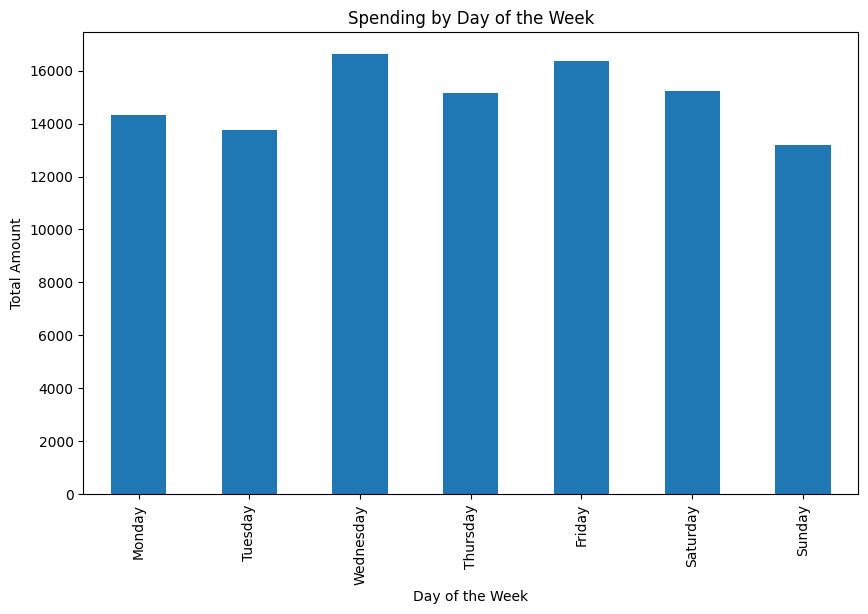 Spending by Day of the Week
Total Amount
16000
14000
12000
10000
8000
6000
4000
2000
0
Monday
Tuesday
Wednesday
Thursday
Friday
Saturday
Sunday
Day of the Week